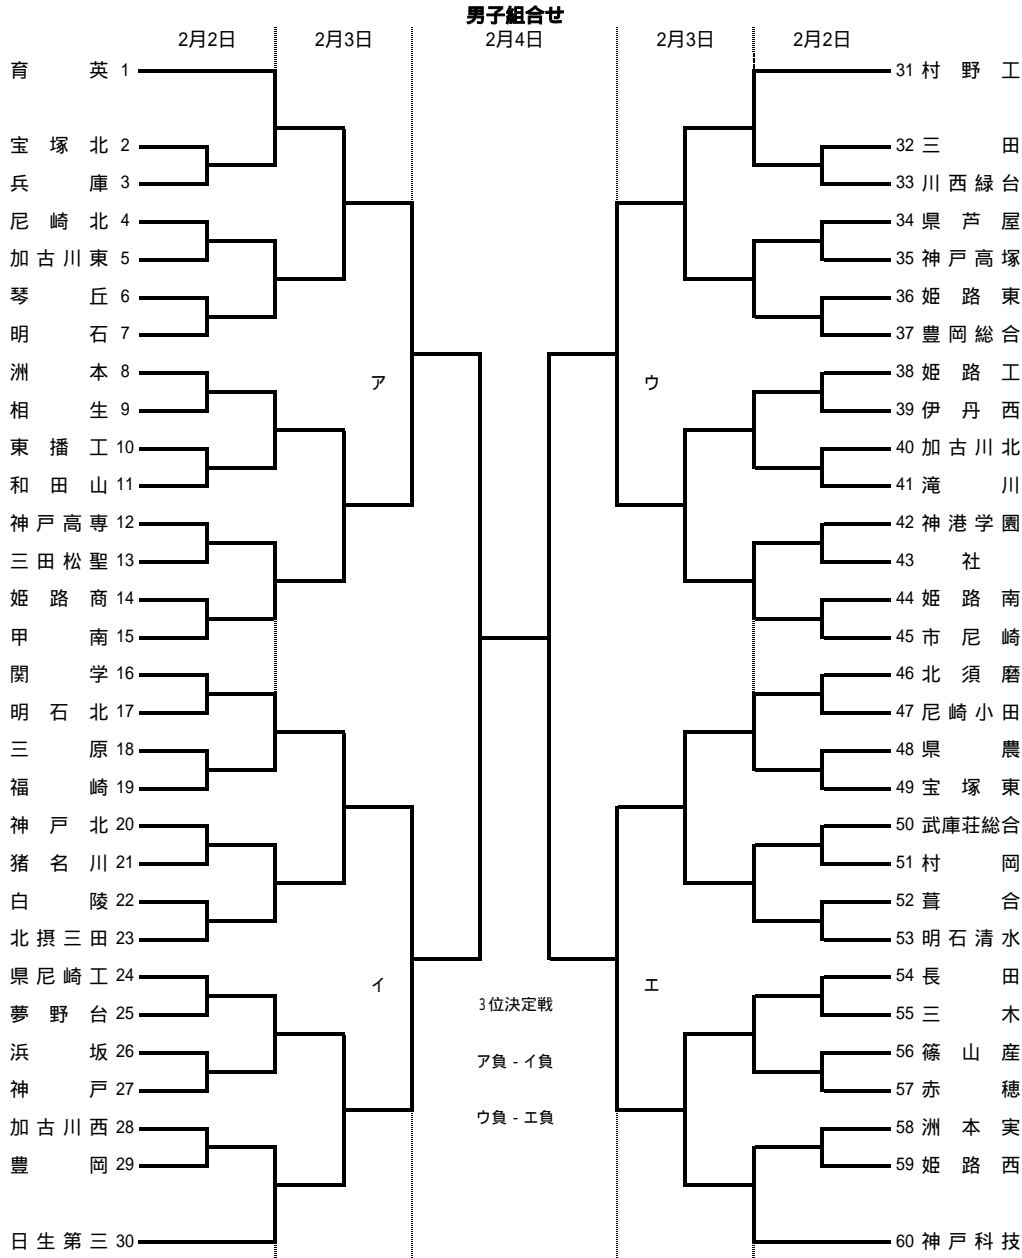 男子組合せ
2月2日 2月3日 2月4日 2月3日 2月2日
育英 1
宝塚北 2
兵庫 3
尼崎北 4
加古川東 5
琴丘 6
明石 7
洲本 8
相生 9
東播工 10
和田山 11
神戸高専 12
三田松聖 13
姫路商 14
甲南 15
関学 16
明石北 17
三原 18
福崎 19
神戸北 20
猪名川 21
白陵 22
北摂三田 23
県尼崎工 24
夢野台 25
浜坂 26
神戸 27
加古川西 28
豊岡 29
日生第三 30
ア
イ
3位決定戦
ア負 - イ負
ウ負 - エ負
ウ
エ
31 村野工
32 三田
33 川西緑台
34 県芦屋
35 神戸高塚
36 姫路東
37 豊岡総合
38 姫路工
39 伊丹西
40 加古川北
41 滝川
42 神港学園
43 社
44 姫路南
45 市尼崎
46 北須磨
47 尼崎小田
48 県農
49 宝塚東
50 武庫荘総合
51 村岡
52 葺合
53 明石清水
54 長田
55 三木
56 篠山産
57 赤穂
58 洲本実
59 姫路西
60 神戸科技